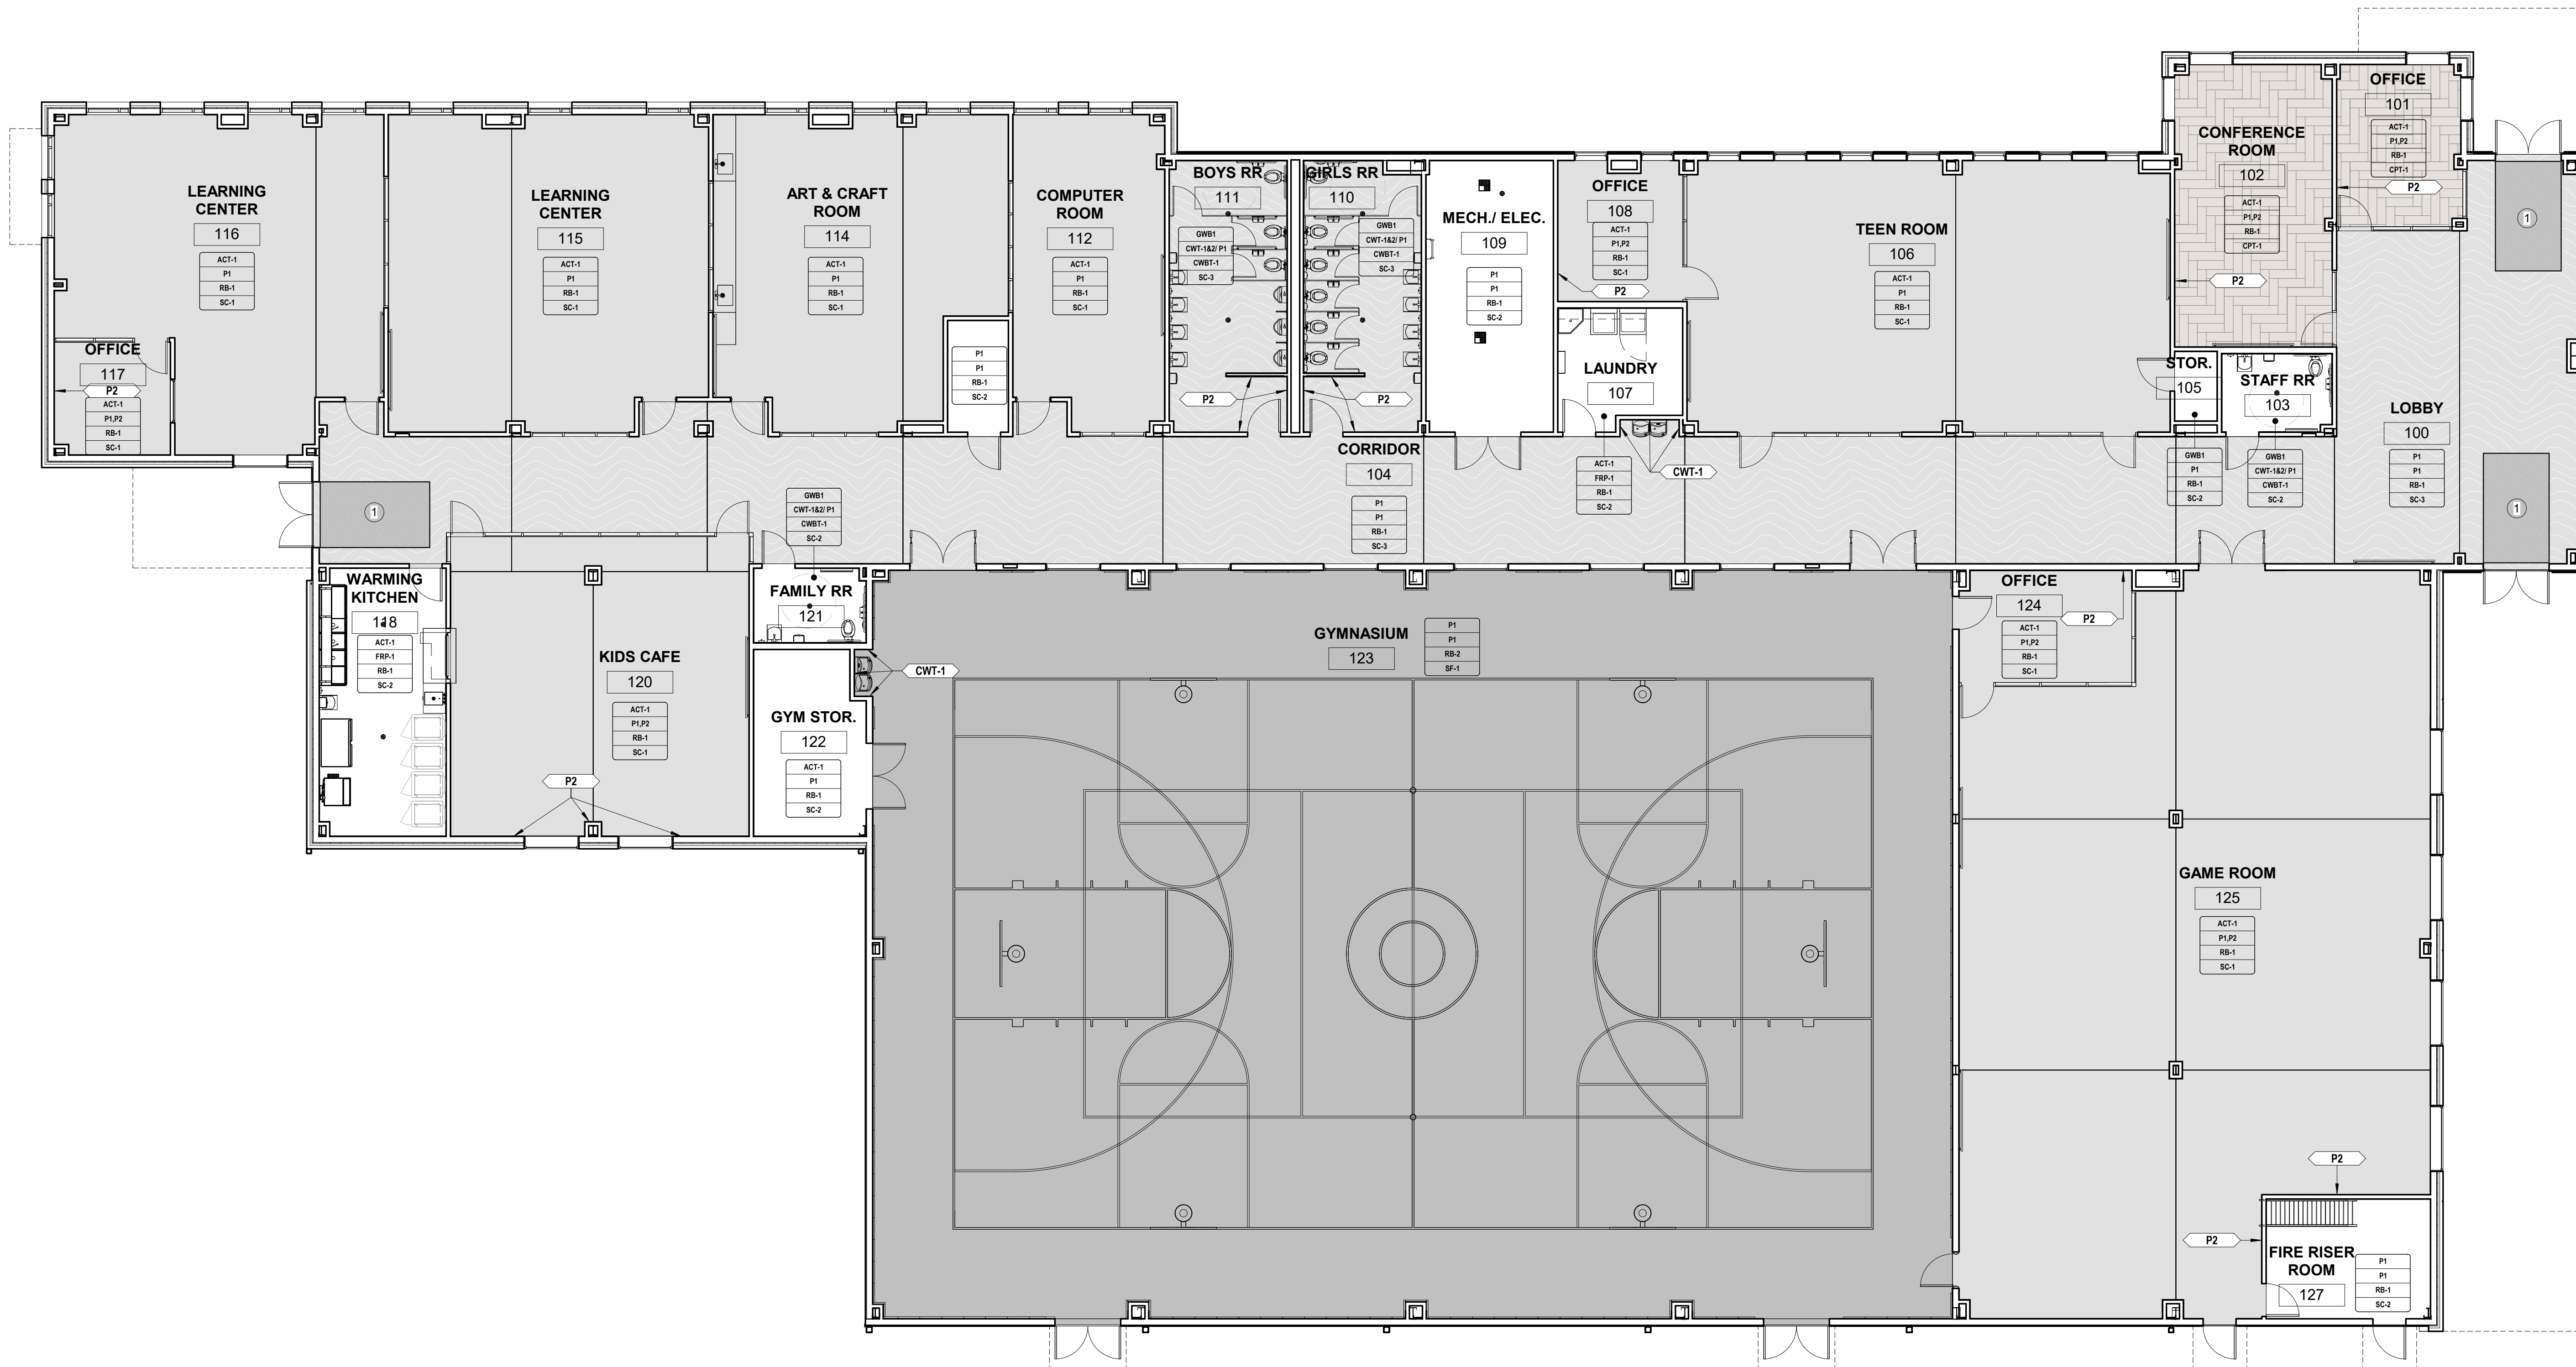 LEARNING
CENTER
116
ACT-1
P1
RB-1
SC-1
OFFICE
117
P2
ACT-1
P1,P2
RB-1
SC-1
LEARNING
CENTER
115
ACT-1
P1
RB-1
SC-1
ART & CRAFT
ROOM
114
ACT-1
P1
RB-1
SC-1
P1
P1
RB-1
SC-2
COMPUTER
ROOM
112
ACT-1
P1
RB-1
SC-1
BOYS RR
111
GWB1
CWT-1&2/ P1
CWBT-1
SC-3
P2
GIRLS RR
110
GWB1
CWT-1&2/ P1
CWBT-1
SC-3
P2
MECH./ ELEC.
109
P1
P1
RB-1
SC-2
OFFICE
108
ACT-1
P1,P2
RB-1
SC-1
P2
LAUNDRY
107
ACT-1
FRP-1
RB-1
SC-2
CWT-1
TEEN ROOM
106
ACT-1
P1
RB-1
SC-1
CONFERENCE
ROOM
102
ACT-1
P1,P2
RB-1
CPT-1
P2
OFFICE
101
ACT-1
P1,P2
RB-1
CPT-1
P2
1
STOR.
105
GWB1
P1
RB-1
SC-2
STAFF RR
103
GWB1
CWT-1&2/ P1
CWBT-1
SC-2
LOBBY
100
P1
P1
RB-1
SC-3
1
CORRIDOR
104
P1
P1
RB-1
SC-3
1
GWB1
CWT-1&2/ P1
CWBT-1
SC-2
FAMILY RR
121
WARMING
KITCHEN
118
ACT-1
FRP-1
RB-1
SC-2
KIDS CAFE
120
ACT-1
P1,P2
RB-1
SC-1
P2
GYM STOR.
122
ACT-1
P1
RB-1
SC-2
CWT-1
GYMNASIUM
123
P1
P1
RB-2
SF-1
OFFICE
124
P2
ACT-1
P1,P2
RB-1
SC-1
GAME ROOM
125
ACT-1
P1,P2
RB-1
SC-1
P2
P2
FIRE RISER
ROOM
127
P1
P1
RB-1
SC-2